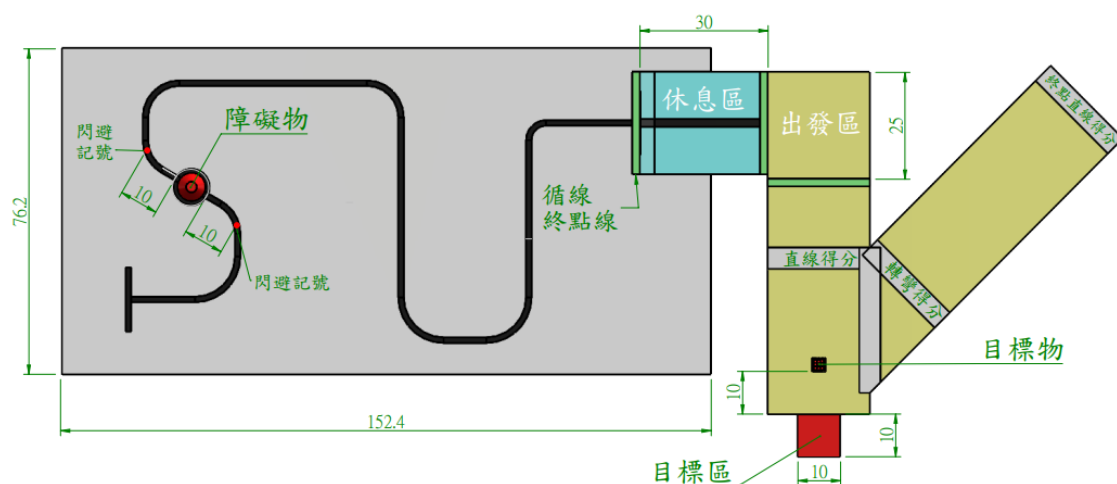 30
休息區
出發區
25
終點直線得分
閃避
記號
障礙物
10
10
76.2
循線
終點線
閃避記號
直線得分
轉彎得分
目標物
10
152.4
目標區
10
10